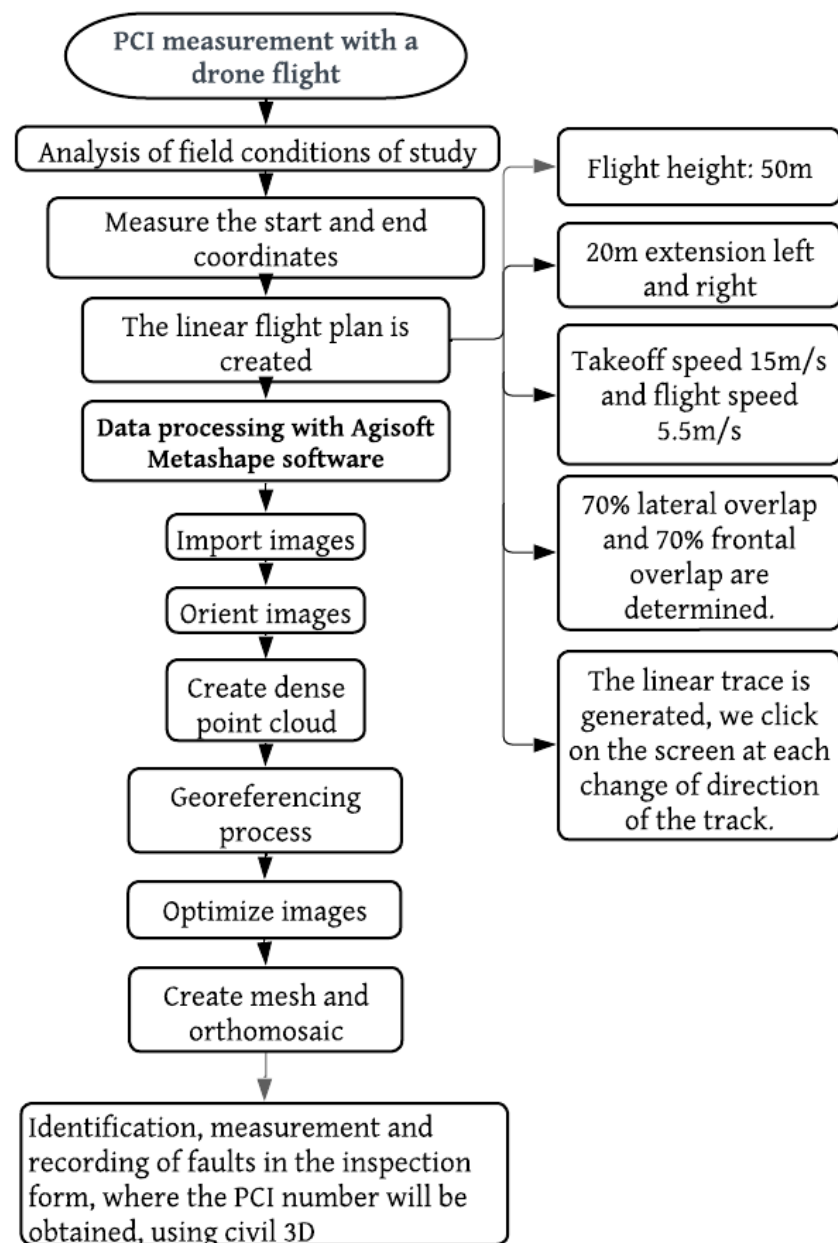 PCI measurement with a
drone flight
Analysis of field conditions of study
Measure the start and end
coordinates
The linear flight plan is
created
Flight height: 50m
20m extension left
and right
Takeoff speed 15m/s
and flight speed
5.5m/s
70% lateral overlap
and 70% frontal
overlap are
determined.
The linear trace is
generated, we click
on the screen at each
change of direction
of the track.
Data processing with Agisoft
Metashape software
Import images
Orient images
Create dense
point cloud
Georeferencing
process
Optimize images
Create mesh and
orthomosaic
Identification, measurement and
recording of faults in the inspection
form, where the PCI number will be
obtained, using civil 3D